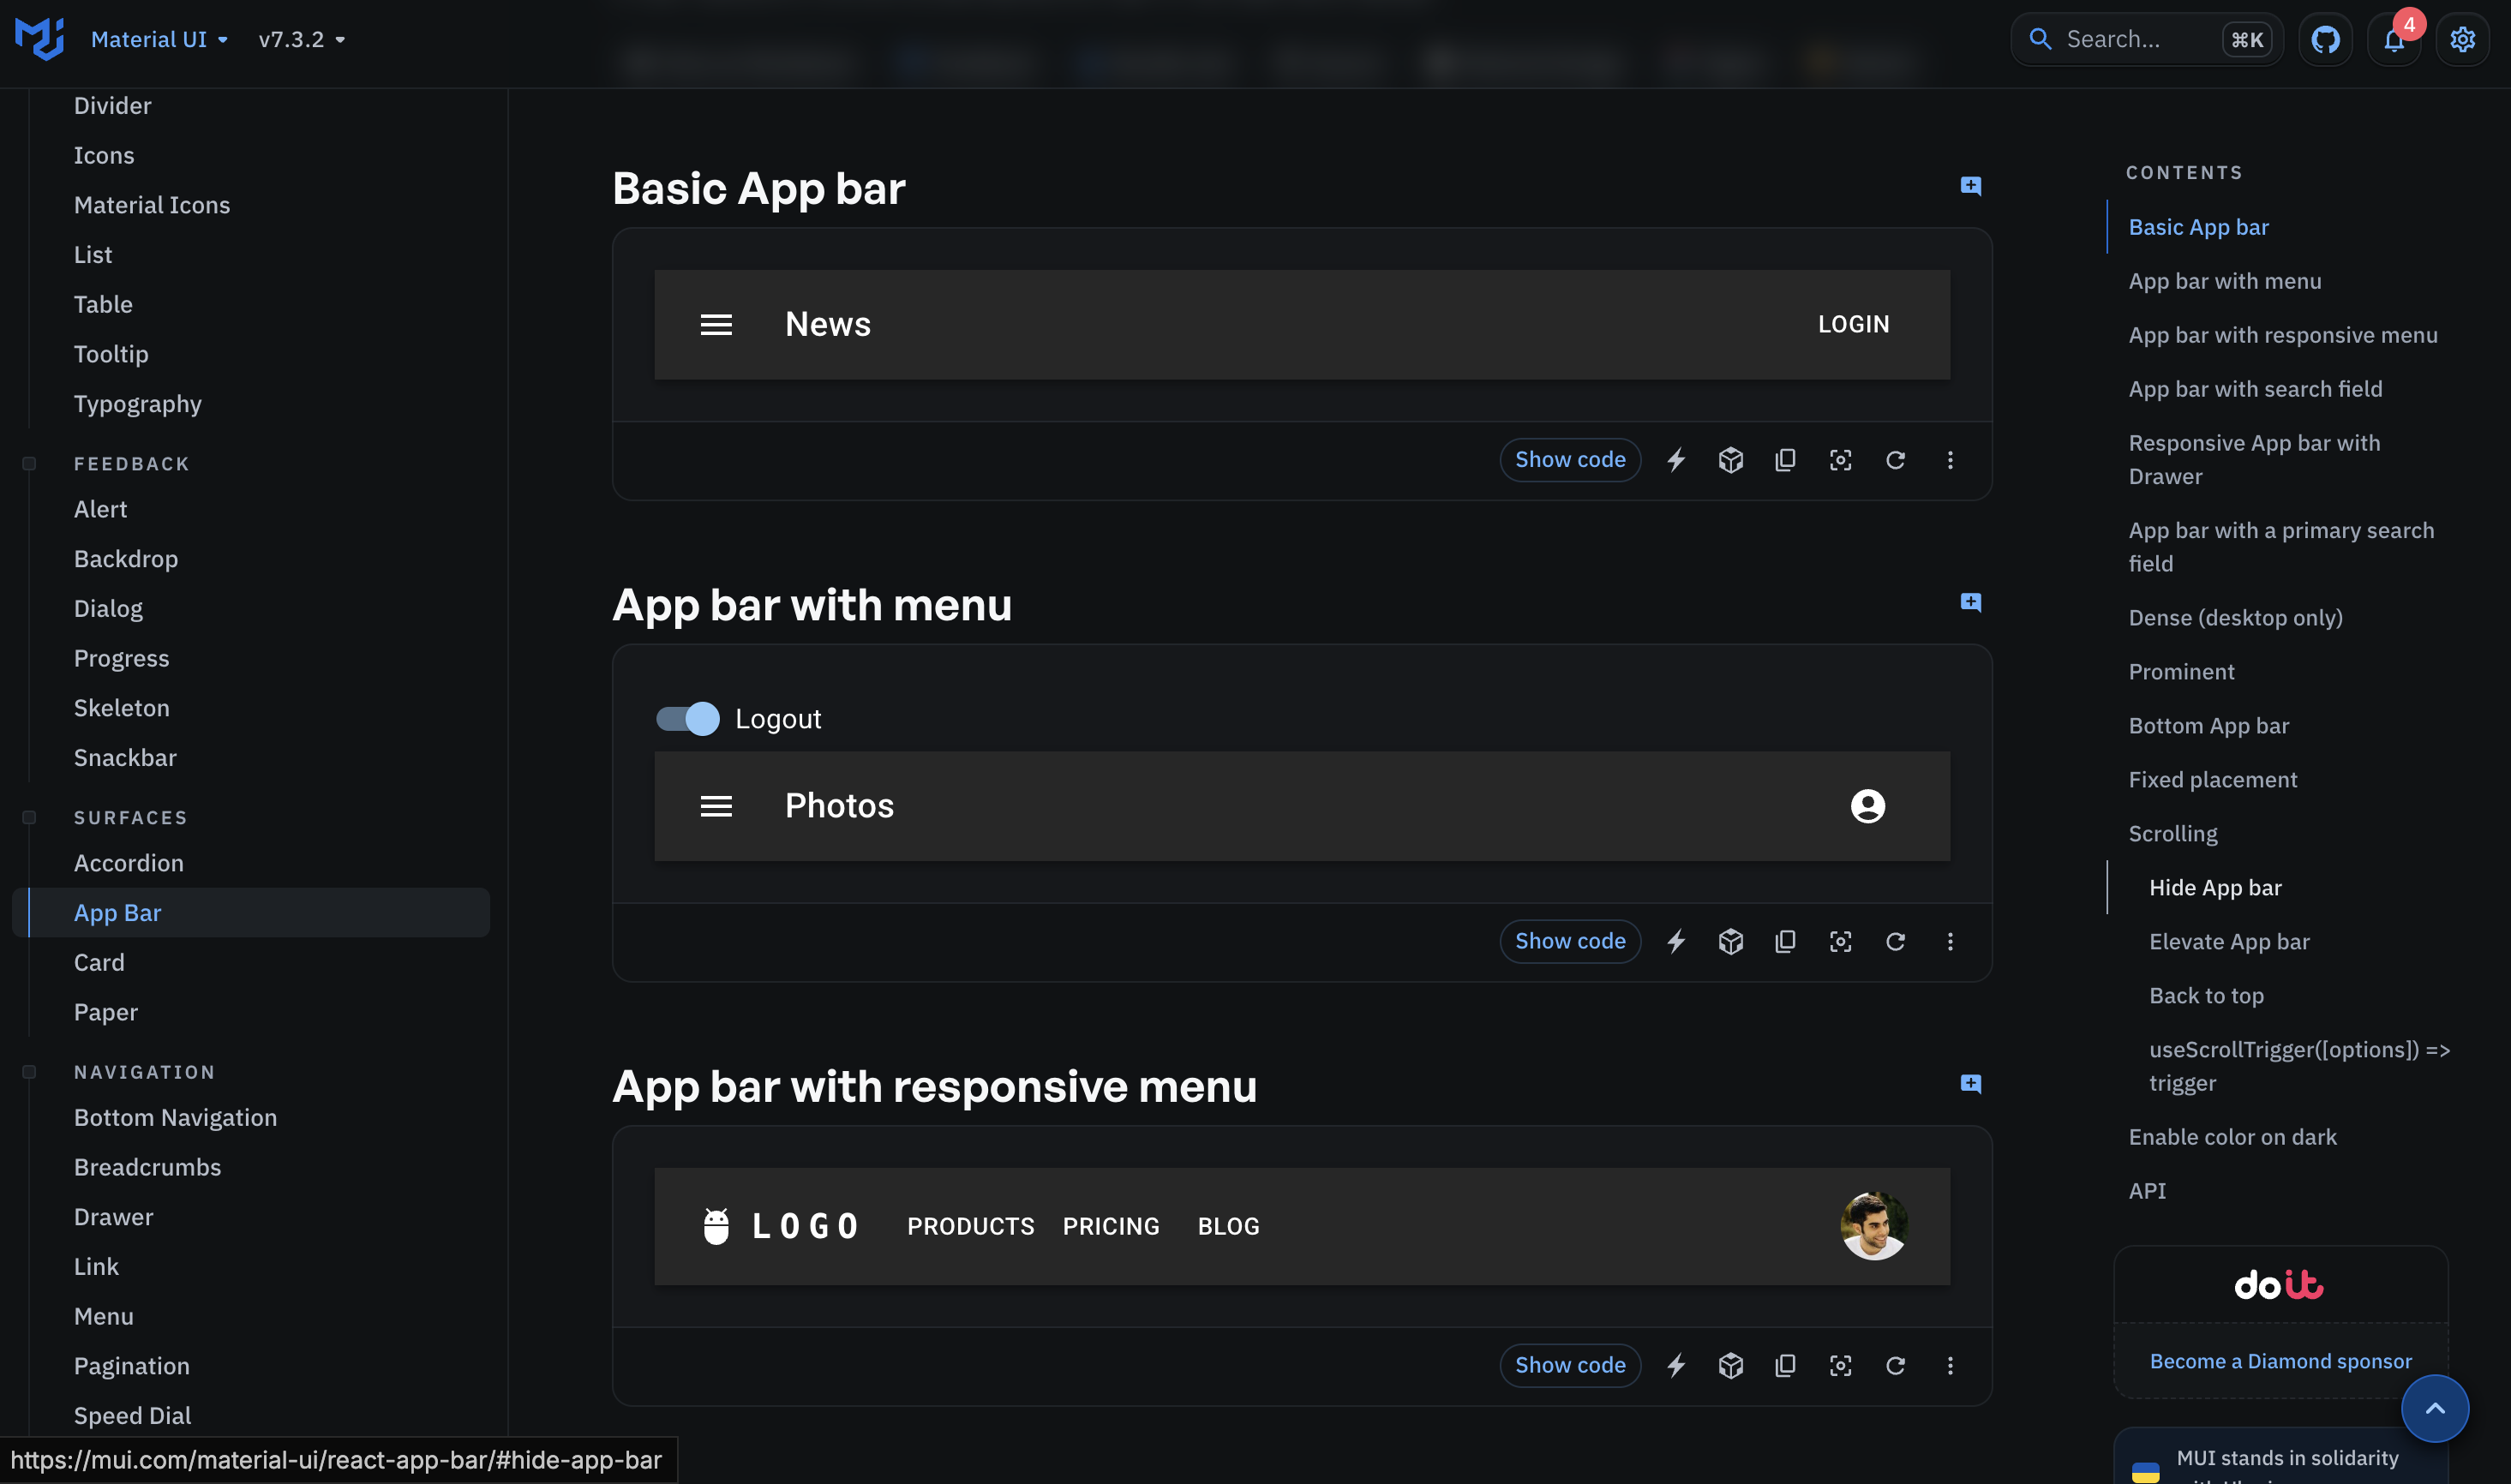 Material UI
v7.3.2
Search...
⌘K
4
Divider
Icons
Material Icons
List
Table
Tooltip
Typography
FEEDBACK
Alert
Backdrop
Dialog
Progress
Skeleton
Snackbar
SURFACES
Accordion
App Bar
Card
Paper
NAVIGATION
Bottom Navigation
Breadcrumbs
Drawer
Link
Menu
Pagination
Speed Dial
https://mui.com/material-ui/react-app-bar/#hide-app-bar
Basic App bar
News
LOGIN
Show code
App bar with menu
Logout
Photos
Show code
App bar with responsive menu
LOGO
PRODUCTS
PRICING
BLOG
Show code
CONTENTS
Basic App bar
App bar with menu
App bar with responsive menu
App bar with search field
Responsive App bar with
Drawer
App bar with a primary search
field
Dense (desktop only)
Prominent
Bottom App bar
Fixed placement
Scrolling
Hide App bar
Elevate App bar
Back to top
useScrollTrigger([options]) =>
trigger
Enable color on dark
API
doit
Become a Diamond sponsor
MUI stands in solidarity